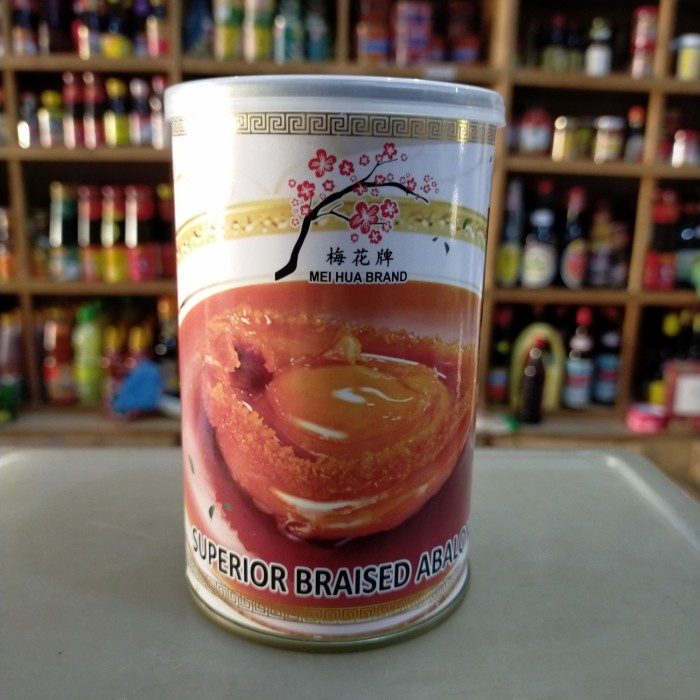 梅花牌
MEI HUA BRAND
SUPERIOR BRAISED ABALO